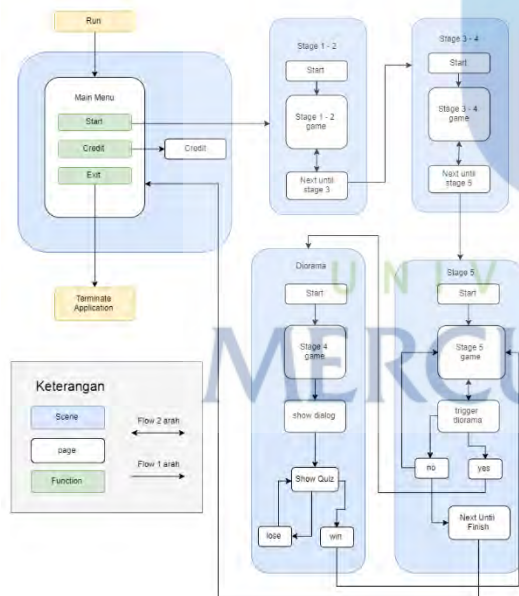 Run
Main Menu
Start
Credit
Exit
Credit
Terminate
Application
Stage 1 - 2
Start
Stage 1 - 2
game
Next until
stage 3
Stage 3 - 4
Start
Stage 3 - 4
game
Next until
stage 5
Diorama
Start
Stage 4
game
show dialog
Show Quiz
lose
win
Stage 5
Start
Stage 5
game
trigger
diorama
no
yes
Next Until
Finish
Keterangan
Scene
page
Function
Flow 2 arah
Flow 1 arah
UNIV
MERCU